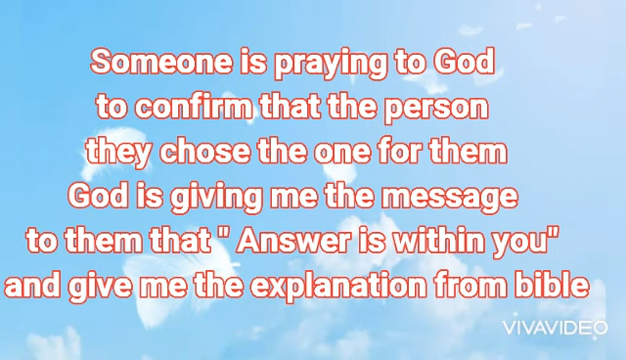 Someone is praying to God
to confirm that the person
they chose the one for them
God is giving me the message
to them that " Answer is within you"
and give me the explanation from bible
VIVAVIDEO